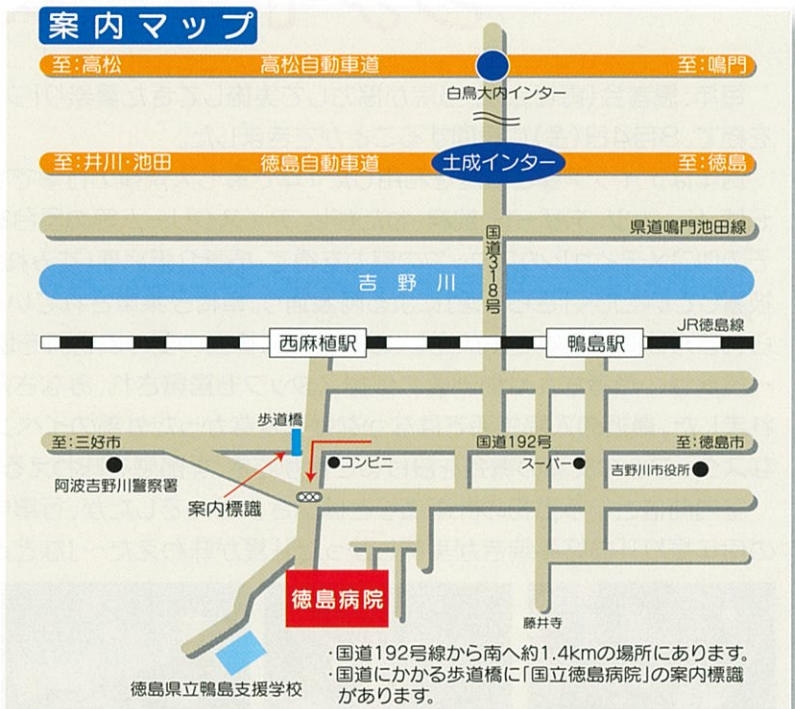 案内マップ
至:高松 高松自動車道 至:鳴門
白鳥大内インター
至:井川・池田 徳島自動車道 土成インター 至:徳島
県道鳴門池田線
国道318号
吉野川
JR徳島線
西麻植駅 鴨島駅
歩道橋
至:三好市 国道192号 至:徳島市
コンビニ スーパー 吉野川市役所
阿波吉野川警察署
案内標識
徳島病院
藤井寺
・国道192号線から南へ約1.4kmの場所にあります。
・国道にかかる歩道橋に「国立徳島病院」の案内標識
があります。
徳島県立鴨島支援学校